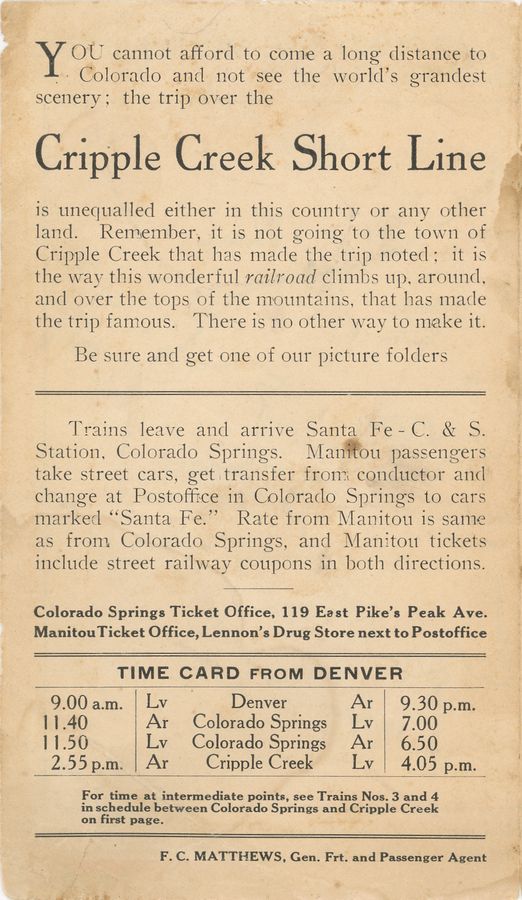 YOU cannot afford to come a long distance to
Colorado and not see the world's grandest
scenery; the trip over the
Cripple Creek Short Line
is unequalled either in this country or any other
land. Remember, it is not going to the town of
Cripple Creek that has made the trip noted; it is
the way this wonderful railroad climbs up, around,
and over the tops of the mountains, that has made
the trip famous. There is no other way to make it.
Be sure and get one of our picture folders
Trains leave and arrive Santa Fe - C. & S.
Station, Colorado Springs. Manitou passengers
take street cars, get transfer from conductor and
change at Postoffice in Colorado Springs to cars
marked "Santa Fe." Rate from Manitou is same
as from Colorado Springs, and Manitou tickets
include street railway coupons in both directions.
Colorado Springs Ticket Office, 119 East Pike's Peak Ave.
Manitou Ticket Office, Lennon's Drug Store next to Postoffice
TIME CARD FROM DENVER
9.00 a.m. Lv Denver Ar 9.30 p.m.
11.40 Ar Colorado Springs Lv 7.00
11.50 Lv Colorado Springs Ar 6.50
2.55 p.m. Ar Cripple Creek Lv 4.05 p.m.
For time at intermediate points, see Trains Nos. 3 and 4
in schedule between Colorado Springs and Cripple Creek
on first page.
F. C. MATTHEWS, Gen. Frt. and Passenger Agent